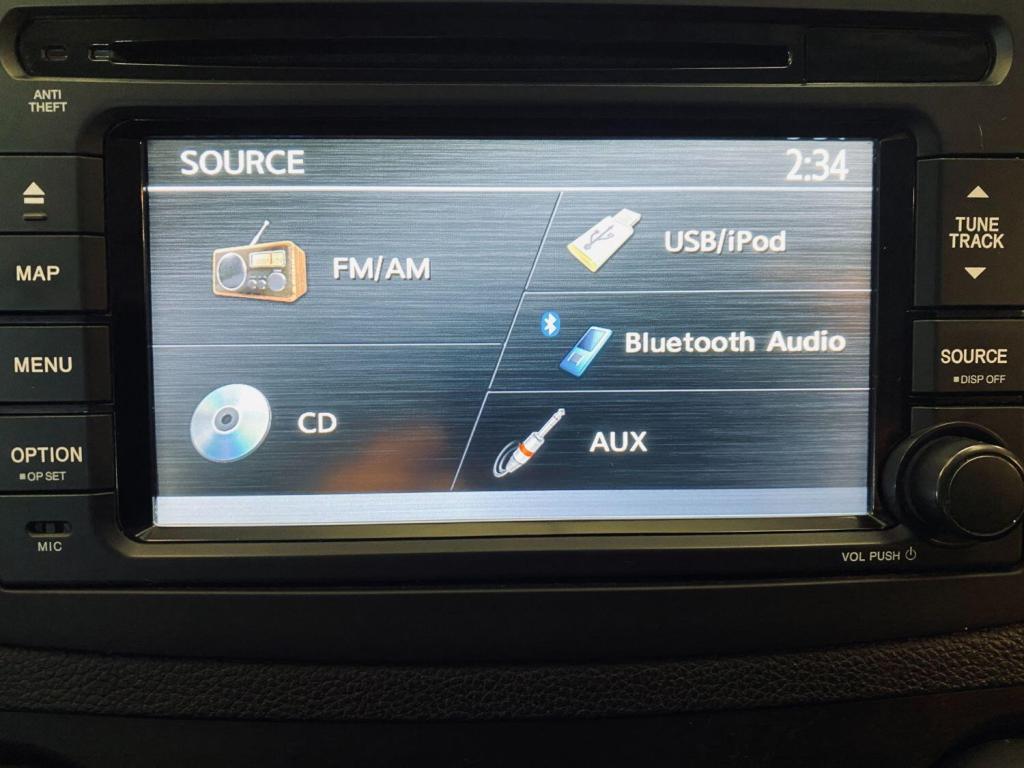 ANTI
THEFT
SOURCE
2:34
MAP
MENU
OPTION
OP SET
MIC
FM/AM
CD
USB/iPod
Bluetooth Audio
AUX
TUNE
TRACK
SOURCE
DISP OFF
VOL PUSH